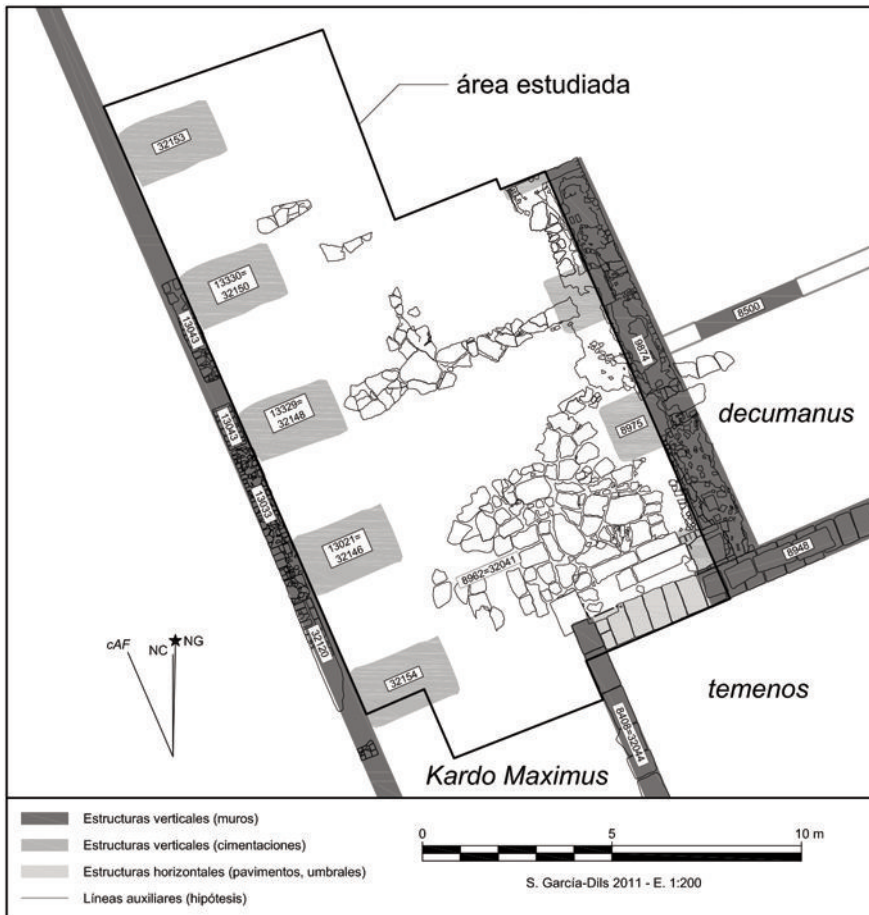 área estudiada
32153
13330=
32150
13043
13329=
32148
13043
13033
13021=
32146
32120
32154
8962=32041
8975
9874
8500
decumanus
8948
temenos
8408=32044
Kardo Maximus
cAF
NC
NG
Estructuras verticales (muros)
Estructuras verticales (cimentaciones)
Estructuras horizontales (pavimentos, umbrales)
Líneas auxiliares (hipótesis)
0 5 10 m
S. García-Dils 2011 - E. 1:200